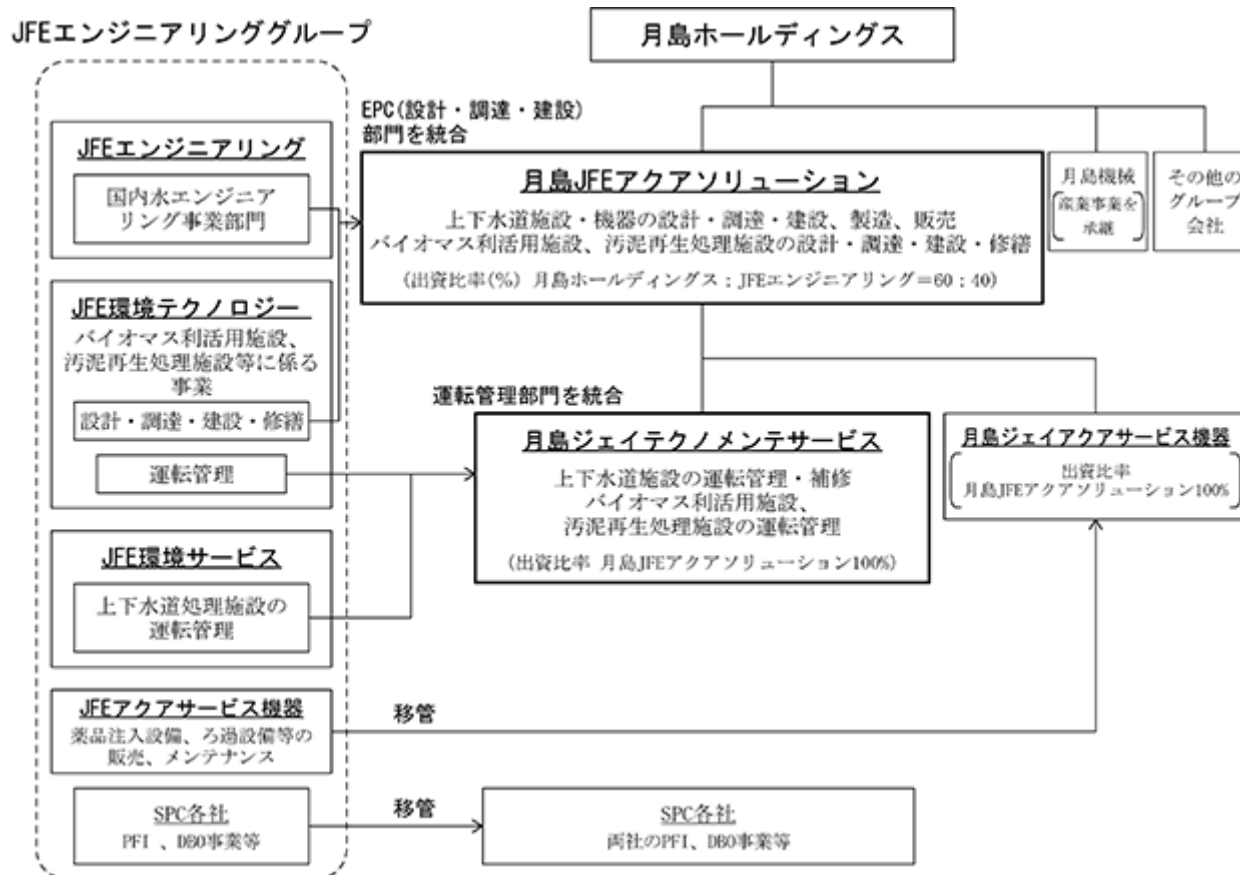 JFEエンジニアリンググループ
月島ホールディングス
EPC(設計・調達・建設)
部門を統合
JFEエンジニアリング
国内水エンジニア
リング事業部門
月島JFEアクアソリューション
上下水道施設・機器の設計・調達・建設、製造、販売
バイオマス利活用施設、汚泥再生処理施設の設計・調達・建設・修繕
(出資比率(%) 月島ホールディングス：JFEエンジニアリング＝60：40)
月島機械
産業事業を
承継
その他の
グループ
会社
JFE環境テクノロジー
バイオマス利活用施設、
汚泥再生処理施設等に係る
事業
設計・調達・建設・修繕
運転管理
運転管理部門を統合
月島ジェイテクノメンテサービス
上下水道施設の運転管理・補修
バイオマス利活用施設、
汚泥再生処理施設の運転管理
(出資比率 月島JFEアクアソリューション100%)
月島ジェイアクアサービス機器
出資比率
月島JFEアクアソリューション100%
JFE環境サービス
上下水道処理施設の
運転管理
JFEアクアサービス機器
薬品注入設備、ろ過設備等の
販売、メンテナンス
移管
SPC各社
PFI 、DBO事業等
移管
SPC各社
両社のPFI、DBO事業等